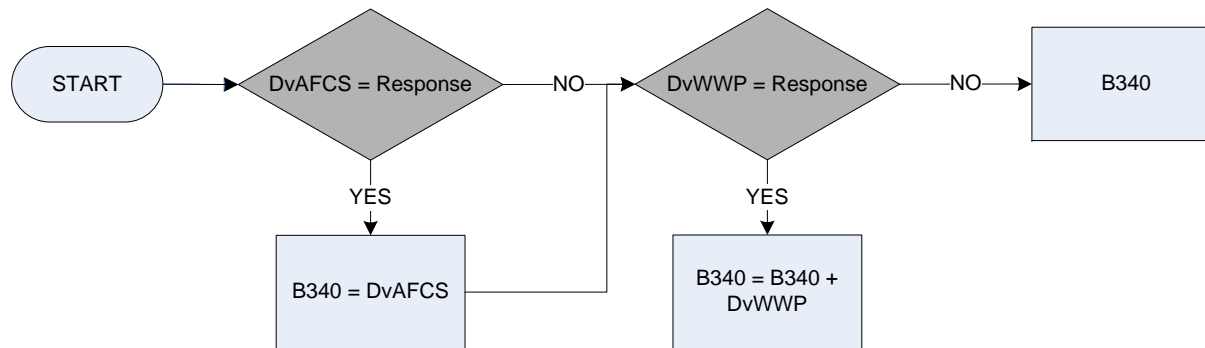 START
DvAFCS = Response
NO
DvWWP = Response
NO
B340
YES
YES
B340 = DvAFCS
B340 = B340 +
DvWWP